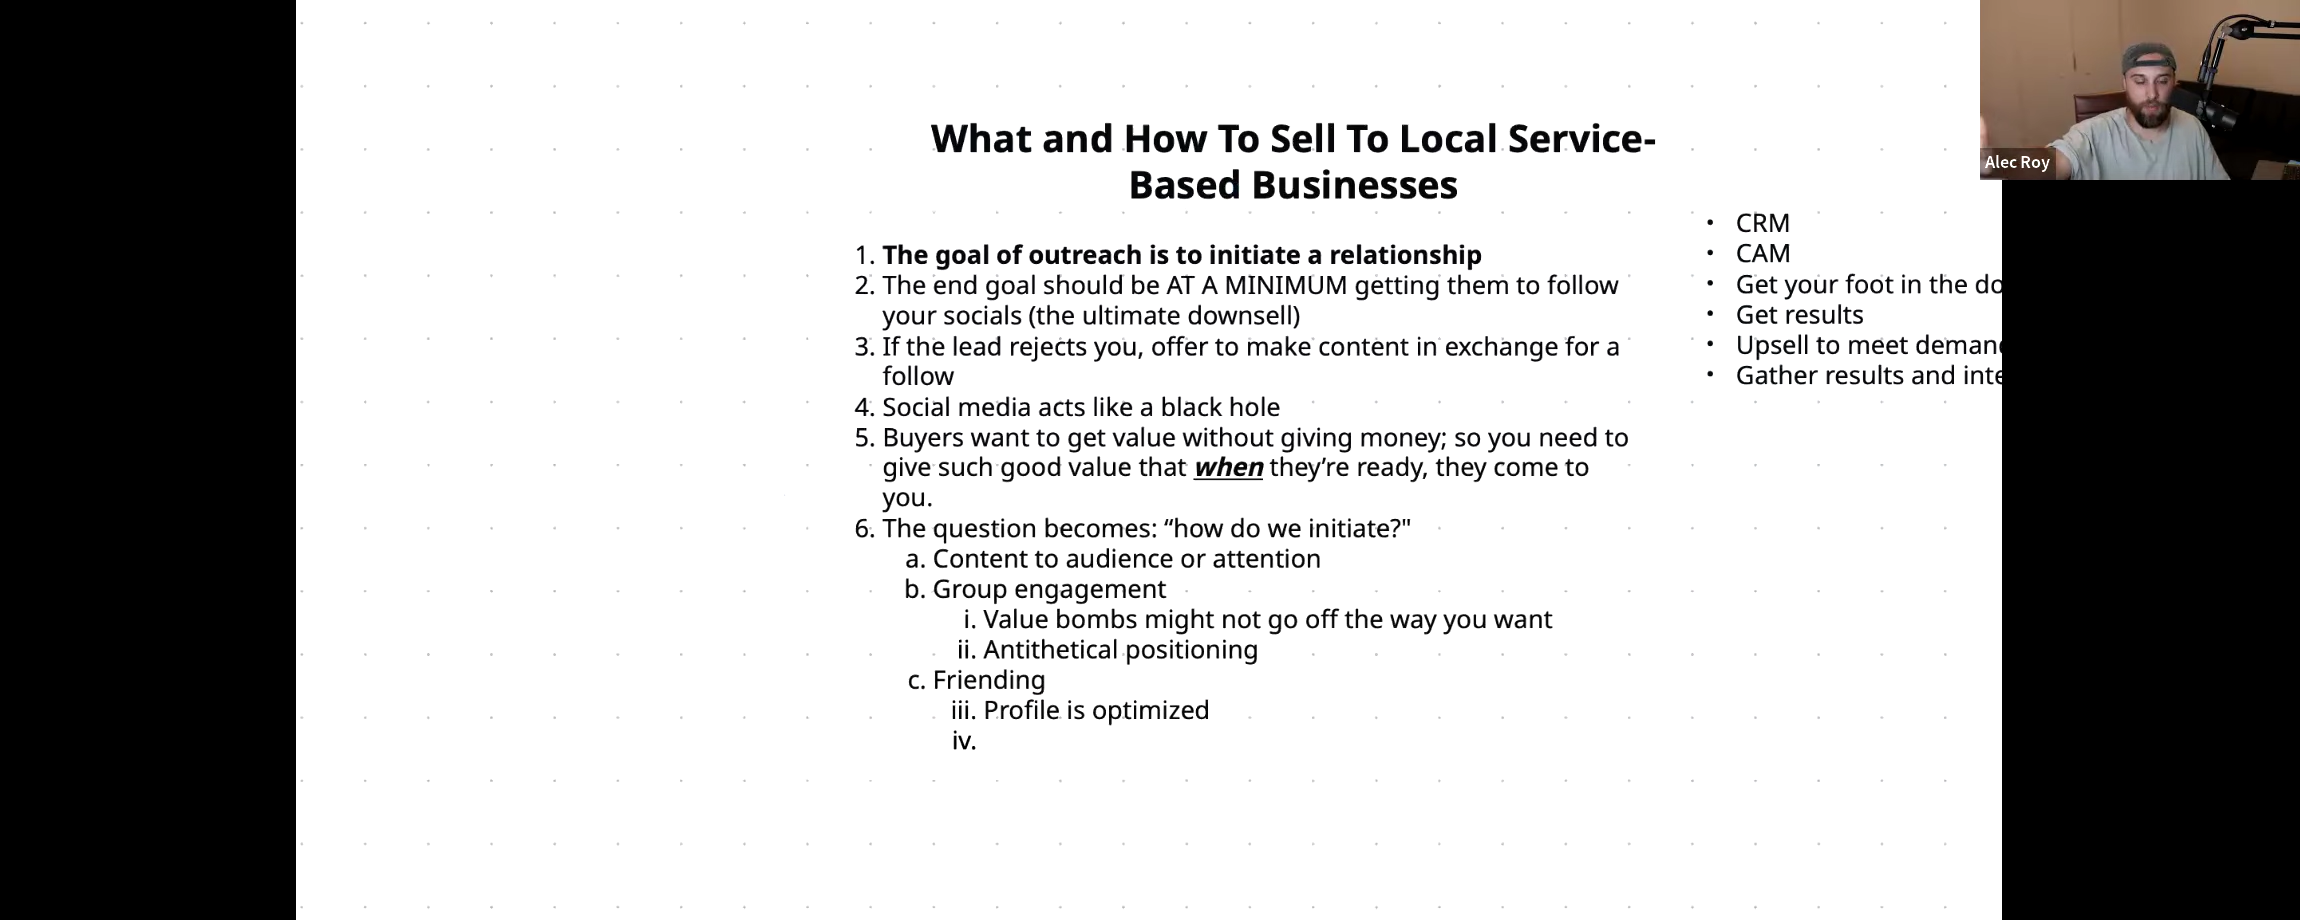 What and How To Sell To Local Service-
Based Businesses
1. The goal of outreach is to initiate a relationship
2. The end goal should be AT A MINIMUM getting them to follow
your socials (the ultimate downsell)
3. If the lead rejects you, offer to make content in exchange for a
follow
4. Social media acts like a black hole
5. Buyers want to get value without giving money; so you need to
give such good value that when they’re ready, they come to
you.
6. The question becomes: “how do we initiate?"
a. Content to audience or attention
b. Group engagement
i. Value bombs might not go off the way you want
ii. Antithetical positioning
c. Friending
iii. Profile is optimized
iv.
• CRM
• CAM
• Get your foot in the do
• Get results
• Upsell to meet deman
• Gather results and inte
Alec Roy